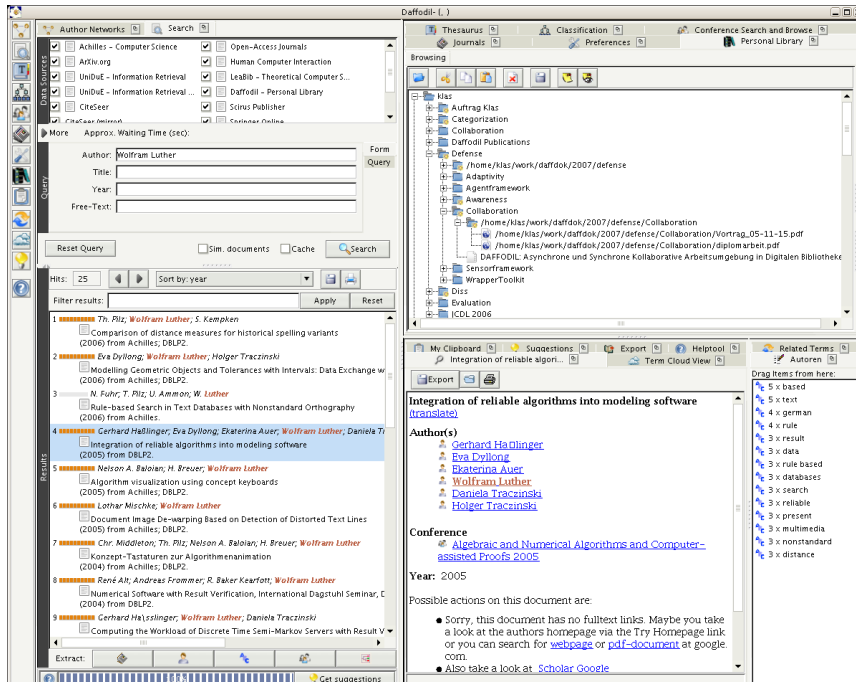 Daffodil- (, )
Author Networks
Search
Data Sources
Achilles - Computer Science
Open-Access Journals
ArXiv.org
Human Computer Interaction
UniDuE - Information Retrieval
LeaBib - Theoretical Computer S...
UniDuE - Information Retrieval ...
Daffodil - Personal Library
CiteSeer
Scirus Publisher
CiteSeer (mirror)
Springer Online
More Approx. Waiting Time (sec):
Query
Author: Wolfram Luther
Title:
Year:
Free-Text:
Form
Query
Reset Query
Sim. documents
Cache
Search
Results
Hits: 25
Sort by: year
Filter results:
Apply
Reset
1 Th. Pilz; Wolfram Luther; S. Kempken
Comparison of distance measures for historical spelling variants
(2006) from Achilles; DBLP2.
2 Eva Dyllong; Wolfram Luther; Holger Traczinski
Modelling Geometric Objects and Tolerances with Intervals: Data Exchange w
(2006) from Achilles; DBLP2.
3 N. Fuhr; T. Pilz; U. Ammon; W. Luther
Rule-based Search in Text Databases with Nonstandard Orthography
(2006) from Achilles.
4 Gerhard Haßlinger; Eva Dyllong; Ekaterina Auer; Wolfram Luther; Daniela Tr
Integration of reliable algorithms into modeling software
(2005) from DBLP2.
5 Nelson A. Baloian; H. Breuer; Wolfram Luther
Algorithm visualization using concept keyboards
(2005) from Achilles; DBLP2.
6 Lothar Mischke; Wolfram Luther
Document Image De-warping Based on Detection of Distorted Text Lines
(2005) from Achilles; DBLP2.
7 Chr. Middleton; Th. Pilz; Nelson A. Baloian; H. Breuer; Wolfram Luther
Konzept-Tastaturen zur Algorithmenanimation
(2004) from Achilles; DBLP2.
8 René Alt; Andreas Frommer; R. Baker Kearfott; Wolfram Luther
Numerical Software with Result Verification, International Dagstuhl Seminar, D
(2004) from Achilles; DBLP2.
9 Gerhard Ha\sslinger; Wolfram Luther; Daniela Traczinski
Computing the Workload of Discrete Time Semi-Markov Servers with Result V
Extract:
Get suggestions
Thesaurus
Classification
Conference Search and Browse
Journals
Preferences
Personal Library
Browsing
klas
Auftrag Klas
Categorization
Collaboration
Daffodil Publications
Defense
/home/klas/work/daffdok/2007/defense
Adaptivity
Agentframework
Awareness
Collaboration
/home/klas/work/daffdok/2007/defense/Collaboration
/home/klas/work/daffdok/2007/defense/Collaboration/Vortrag_05-11-15.pdf
/home/klas/work/daffdok/2007/defense/Collaboration/diplomarbeit.pdf
DAFFODIL: Asynchrone und Synchrone Kollaborative Arbeitsumgebung in Digitalen Bibliotheke
Sensorframework
WrapperToolkit
Diss
Evaluation
ICDL 2006
My Clipboard
Suggestions
Export
Helptool
Integration of reliable algori...
Term Cloud View
Export
Integration of reliable algorithms into modeling software
(translate)
Author(s)
Gerhard Ha□linger
Eva Dyllong
Ekaterina Auer
Wolfram Luther
Daniela Traczinski
Holger Traczinski
Conference
Algebraic and Numerical Algorithms and Computer-
assisted Proofs 2005
Year: 2005
Possible actions on this document are:
Sorry, this document has no fulltext links. Maybe you take
a look at the authors homepage via the Try Homepage link
or you can search for webpage or pdf-document at google.
com.
Also take a look at Scholar Google
Related Terms
Autoren
Drag items from here:
5 x based
5 x text
4 x german
4 x rule
3 x result
3 x data
3 x rule based
3 x databases
3 x search
3 x reliable
3 x present
3 x multimedia
3 x nonstandard
3 x distance